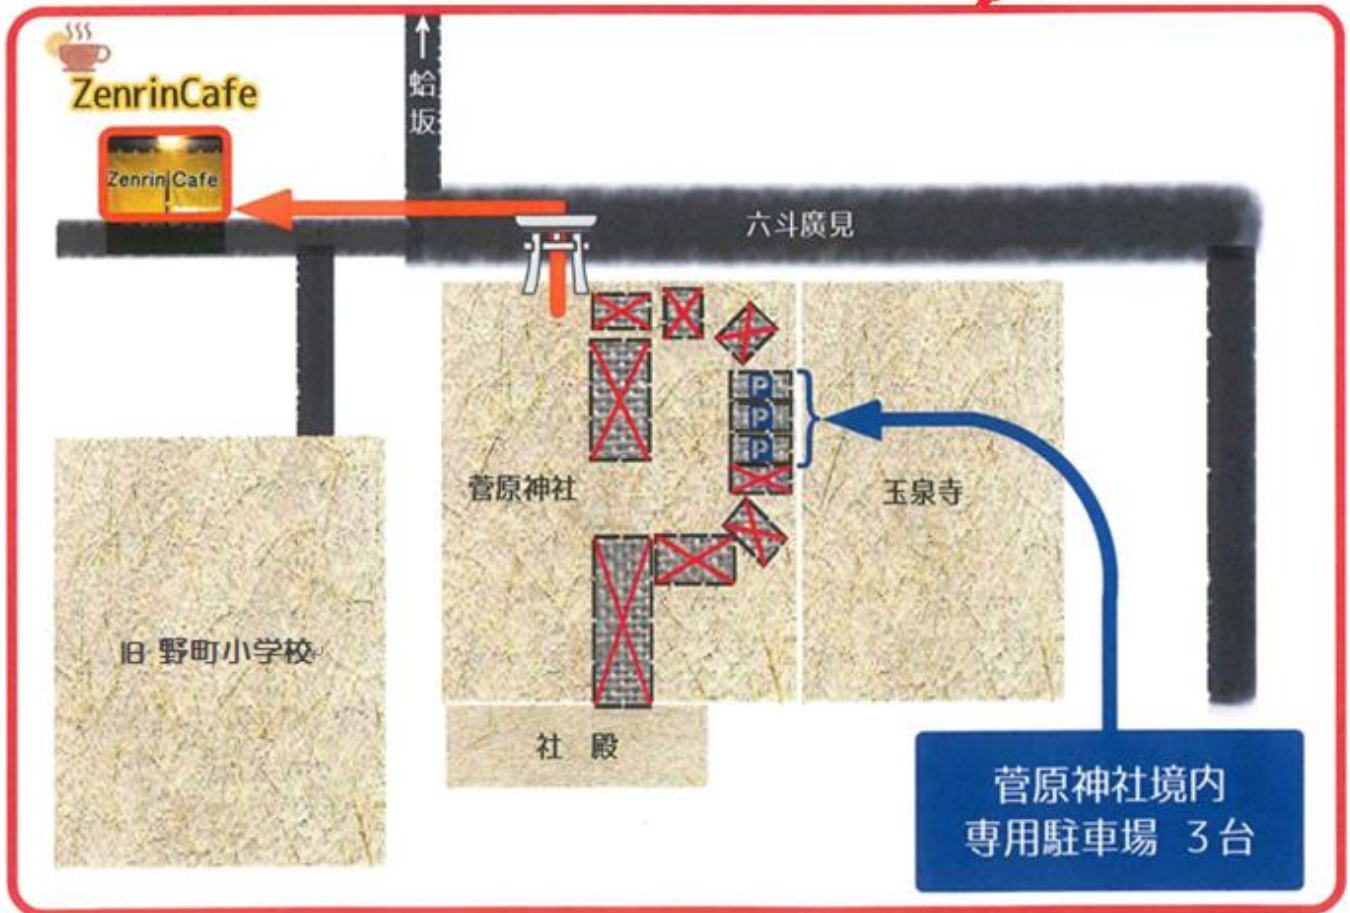 ZenrinCafe
Zenrin Cafe
↑
蛤
坂
六斗廣見
P
P
P
菅原神社
玉泉寺
旧 野町小学校
社 殿
菅原神社境内
専用駐車場 3台